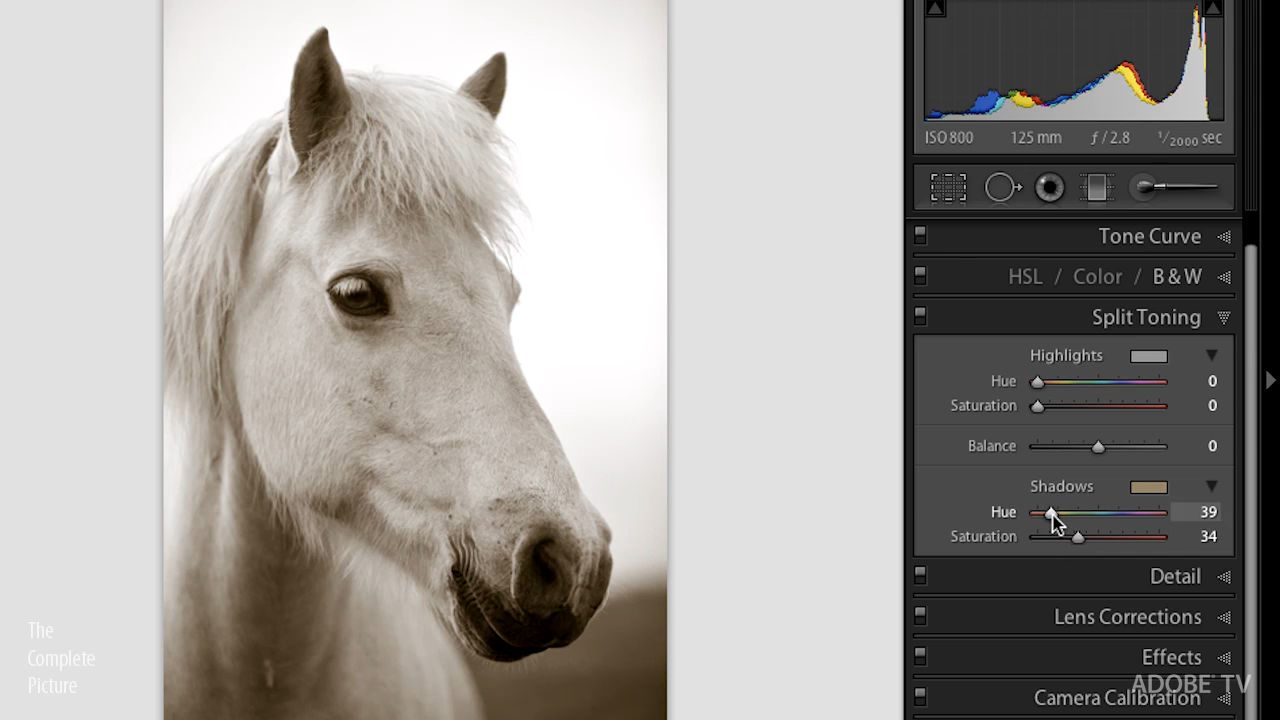 ISO 800 125 mm ƒ / 2.8 1/2000 sec
Tone Curve
HSL / Color / B & W
Split Toning
Highlights
Hue 0
Saturation 0
Balance 0
Shadows
Hue 39
Saturation 34
Detail
Lens Corrections
Effects
Camera Calibration
The
Complete
Picture
ADOBE® TV